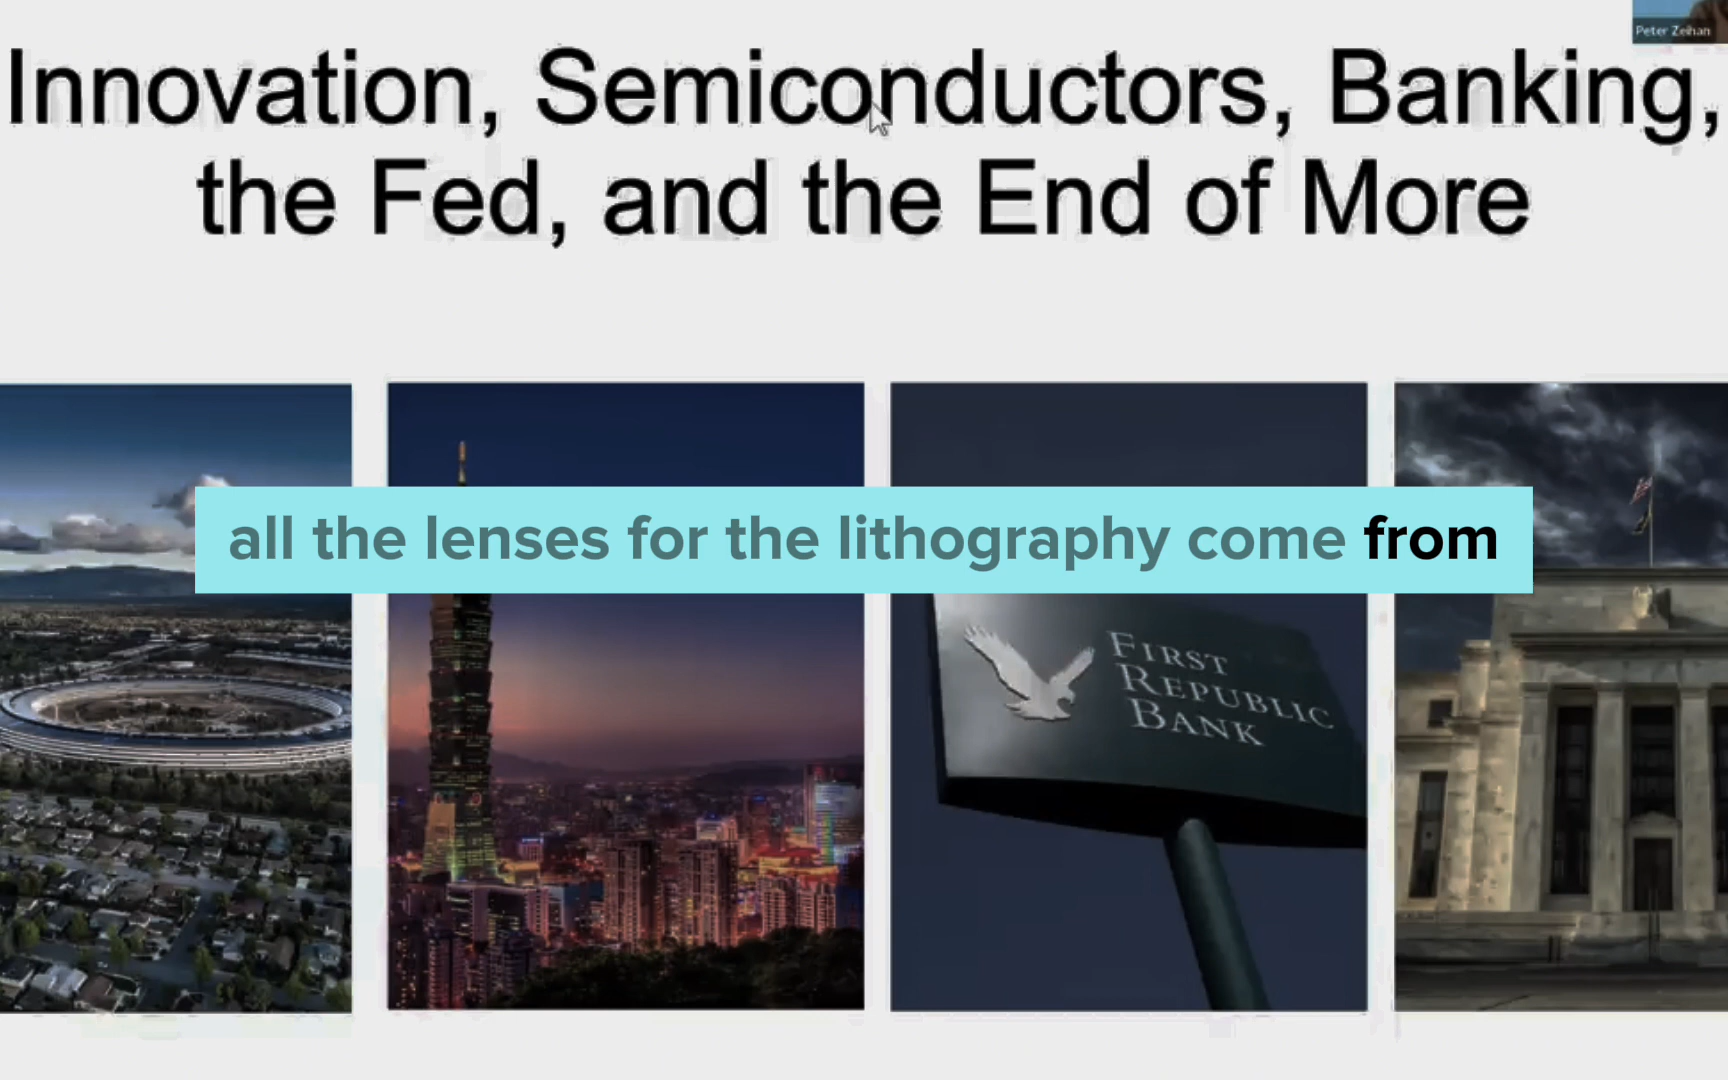 Peter Zeihan
Innovation, Semiconductors, Banking,
the Fed, and the End of More
all the lenses for the lithography come from
FIRST
REPUBLIC
BANK